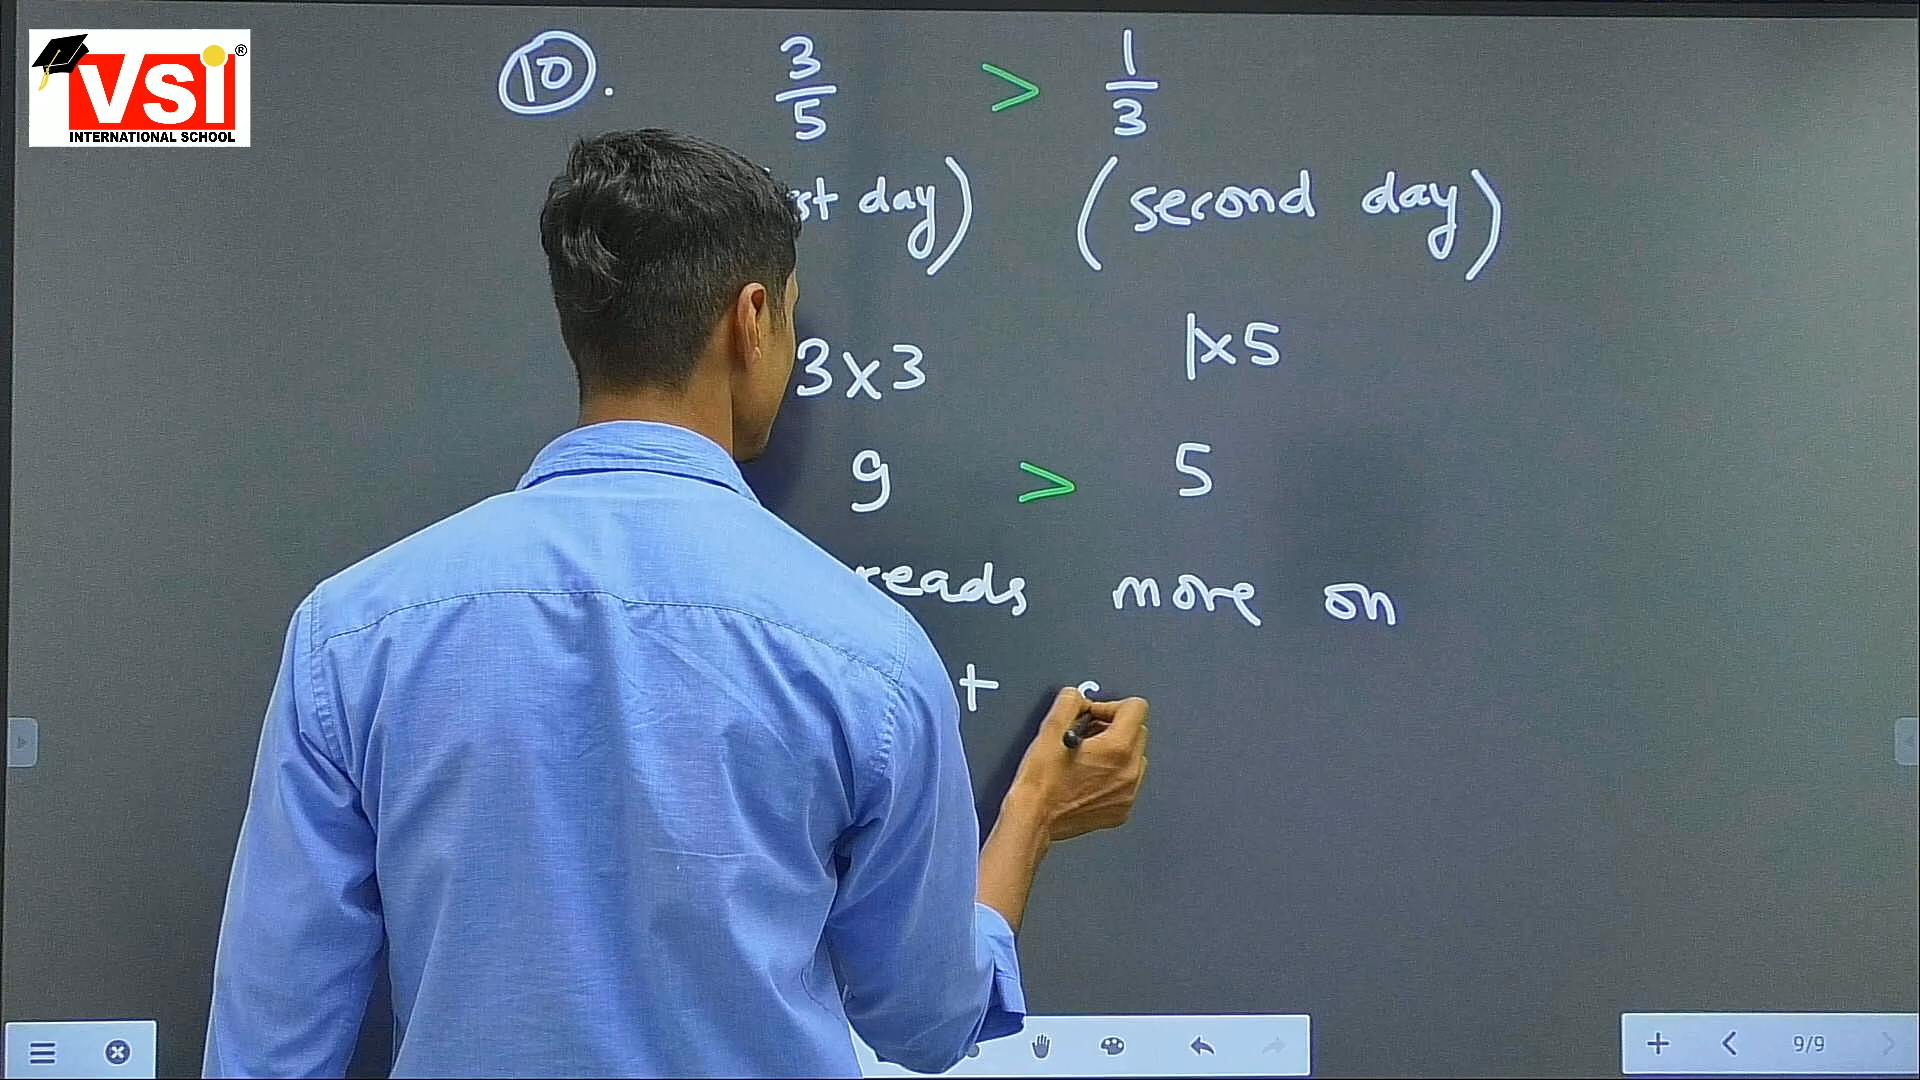 VSI ®
INTERNATIONAL SCHOOL
10.
3/5 > 1/3
day) (second day)
3x3 1x5
9 > 5
reads more on
9/9